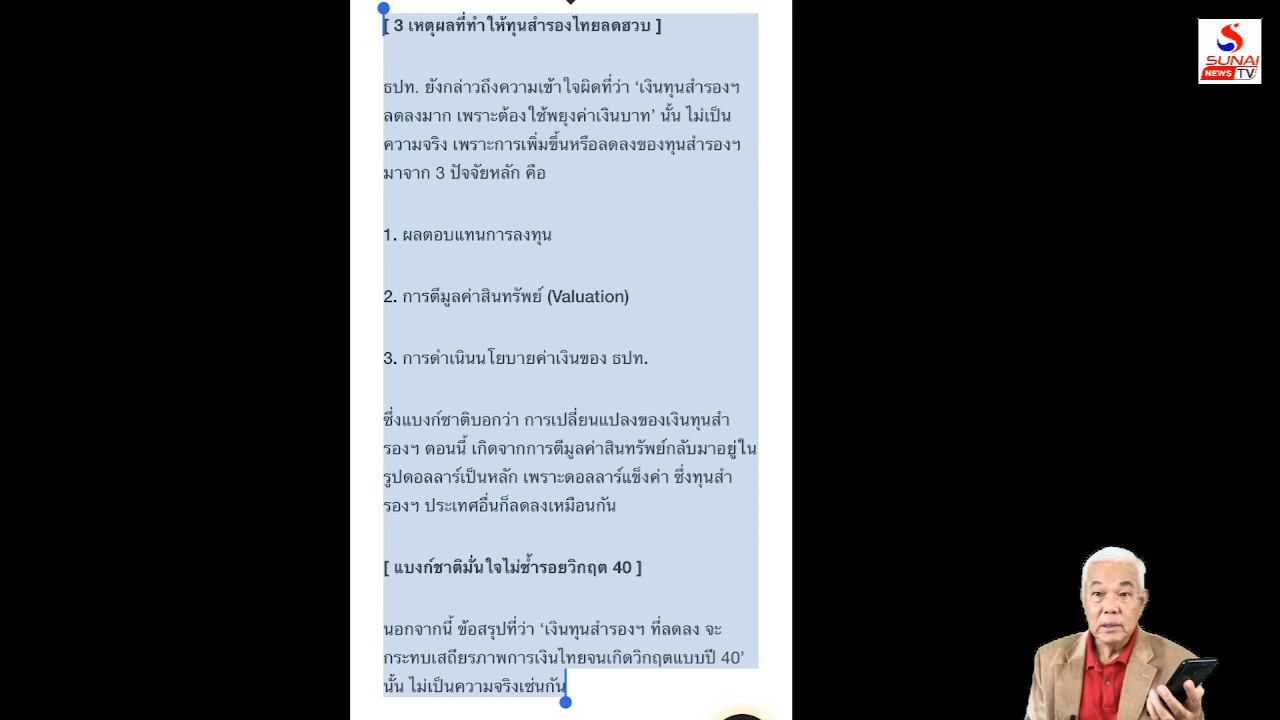 [ 3 เหตุผลที่ทำให้ทุนสำรองไทยลดฮวบ ]
SUNAI
NEWS TV
ธปท. ยังกล่าวถึงความเข้าใจผิดที่ว่า ‘เงินทุนสำรองฯ
ลดลงมาก เพราะต้องใช้พยุงค่าเงินบาท’ นั้น ไม่เป็น
ความจริง เพราะการเพิ่มขึ้นหรือลดลงของทุนสำรองฯ
มาจาก 3 ปัจจัยหลัก คือ
1. ผลตอบแทนการลงทุน
2. การตีมูลค่าสินทรัพย์ (Valuation)
3. การดำเนินนโยบายค่าเงินของ ธปท.
ซึ่งแบงก์ชาติบอกว่า การเปลี่ยนแปลงของเงินทุนสำ
รองฯ ตอนนี้ เกิดจากการตีมูลค่าสินทรัพย์กลับมาอยู่ใน
รูปดอลลาร์เป็นหลัก เพราะดอลลาร์แข็งค่า ซึ่งทุนสำ
รองฯ ประเทศอื่นก็ลดลงเหมือนกัน
[ แบงก์ชาติมั่นใจไม่ซ้ำรอยวิกฤต 40 ]
นอกจากนี้ ข้อสรุปที่ว่า ‘เงินทุนสำรองฯ ที่ลดลง จะ
กระทบเสถียรภาพการเงินไทยจนเกิดวิกฤตแบบปี 40’
นั้น ไม่เป็นความจริงเช่นกัน